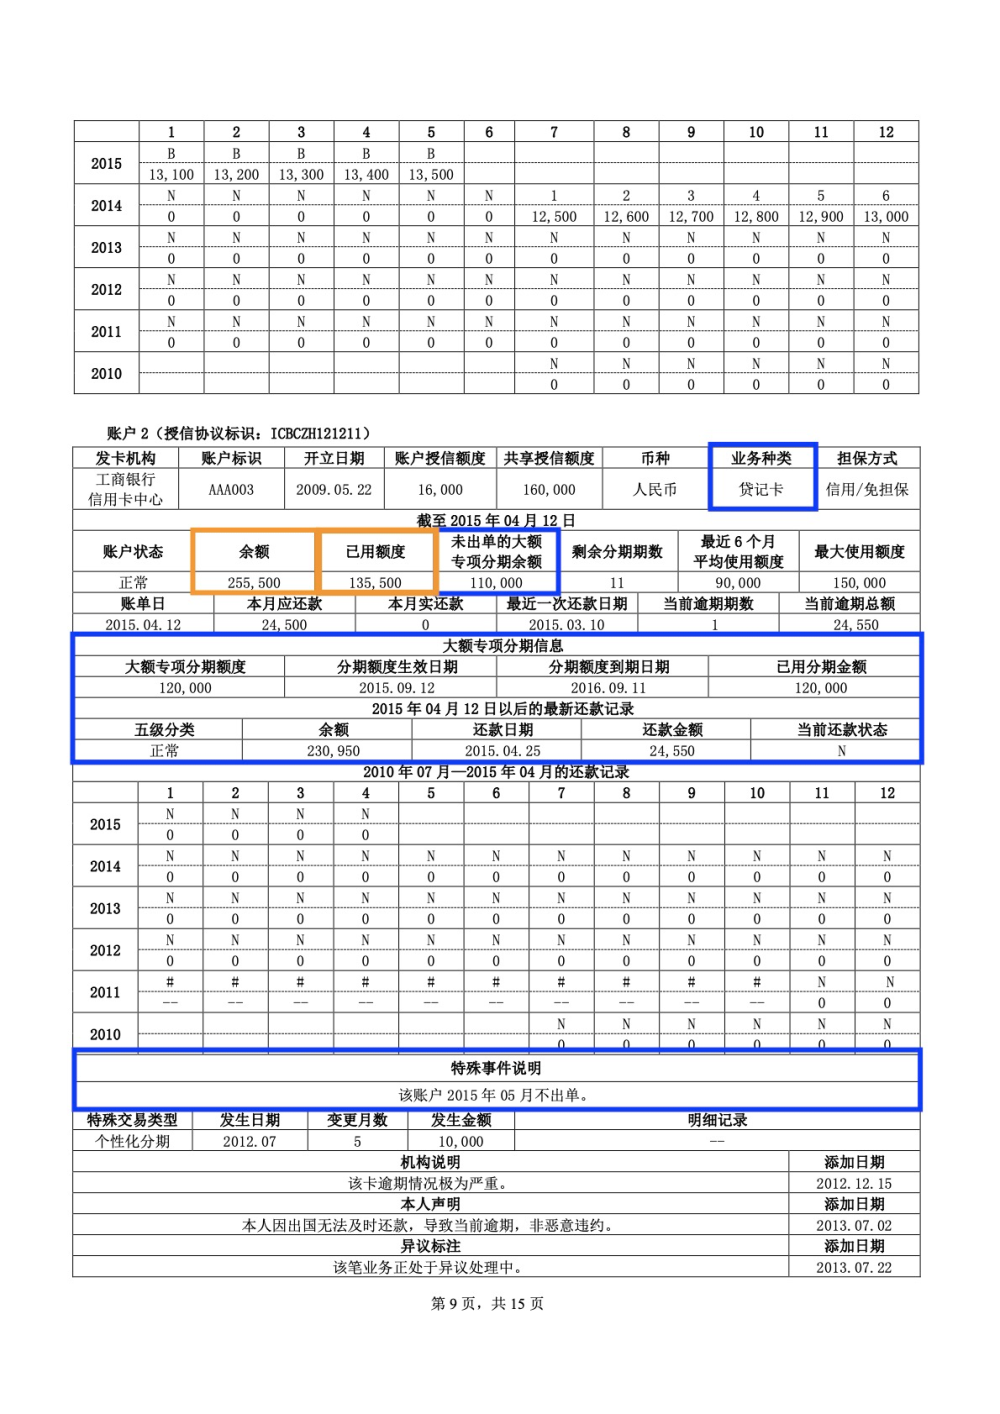 1 2 3 4 5 6 7 8 9 10 11 12
2015 B B B B B
13,100 13,200 13,300 13,400 13,500
2014 N N N N N N 1 2 3 4 5 6
0 0 0 0 0 0 12,500 12,600 12,700 12,800 12,900 13,000
2013 N N N N N N N N N N N N
0 0 0 0 0 0 0 0 0 0 0 0
2012 N N N N N N N N N N N N
0 0 0 0 0 0 0 0 0 0 0 0
2011 N N N N N N N N N N N N
0 0 0 0 0 0 0 0 0 0 0 0
2010 N N N N N N
0 0 0 0 0 0
账户 2（授信协议标识：ICBCZH121211）
发卡机构 账户标识 开立日期 账户授信额度 共享授信额度 币种 业务种类 担保方式
工商银行
信用卡中心 AAA003 2009.05.22 16,000 160,000 人民币 贷记卡 信用/免担保
截至 2015 年 04 月 12 日
账户状态 余额 已用额度 未出单的大额
专项分期余额 剩余分期期数 最近 6 个月
平均使用额度 最大使用额度
正常 255,500 135,500 110,000 11 90,000 150,000
账单日 本月应还款 本月实还款 最近一次还款日期 当前逾期期数 当前逾期总额
2015.04.12 24,500 0 2015.03.10 1 24,550
大额专项分期信息
大额专项分期额度 分期额度生效日期 分期额度到期日期 已用分期金额
120,000 2015.09.12 2016.09.11 120,000
2015 年 04 月 12 日以后的最新还款记录
五级分类 余额 还款日期 还款金额 当前还款状态
正常 230,950 2015.04.25 24,550 N
2010 年 07 月—2015 年 04 月的还款记录
1 2 3 4 5 6 7 8 9 10 11 12
2015 N N N N
0 0 0 0
2014 N N N N N N N N N N N N
0 0 0 0 0 0 0 0 0 0 0 0
2013 N N N N N N N N N N N N
0 0 0 0 0 0 0 0 0 0 0 0
2012 N N N N N N N N N N N N
0 0 0 0 0 0 0 0 0 0 0 0
2011 # # # # # # # # # # N N
-- -- -- -- -- -- -- -- -- -- 0 0
2010 N N N N N N
0 0 0 0 0 0
特殊事件说明
该账户 2015 年 05 月不出单。
特殊交易类型 发生日期 变更月数 发生金额 明细记录
个性化分期 2012.07 5 10,000 --
机构说明 添加日期
该卡逾期情况极为严重。 2012.12.15
本人声明 添加日期
本人因出国无法及时还款，导致当前逾期，非恶意违约。 2013.07.02
异议标注 添加日期
该笔业务正处于异议处理中。 2013.07.22
第 9 页，共 15 页